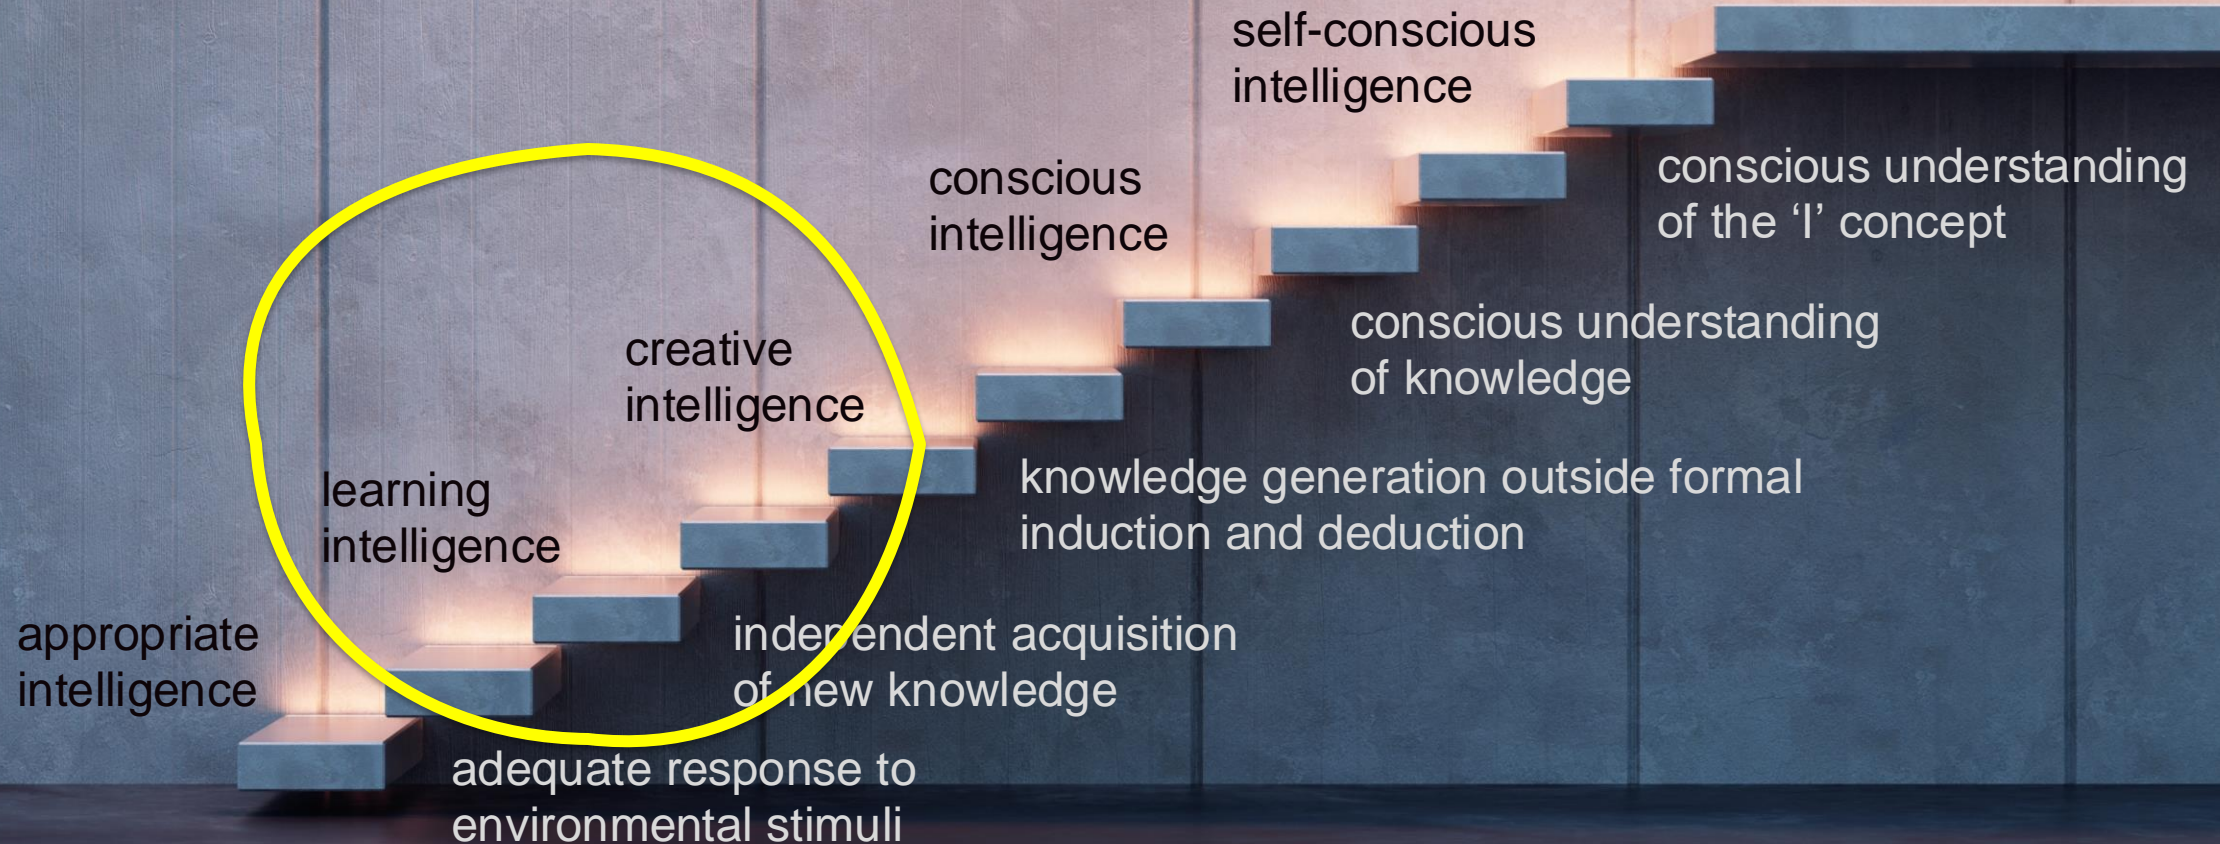 self-conscious
intelligence
conscious understanding
of the ‘I’ concept
conscious
intelligence
conscious understanding
of knowledge
creative
intelligence
knowledge generation outside formal
induction and deduction
learning
intelligence
independent acquisition
of new knowledge
appropriate
intelligence
adequate response to
environmental stimuli